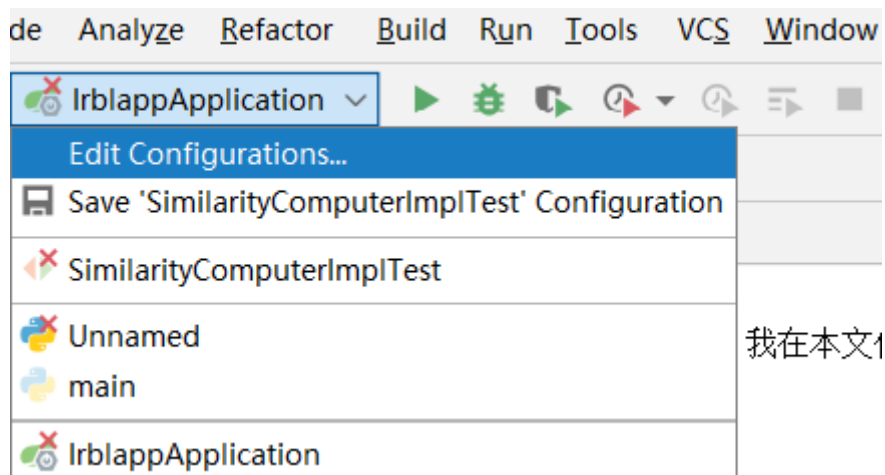 de Analyze Refactor Build Run Tools VCS Window
IrblappApplication
Edit Configurations...
Save 'SimilarityComputerImplTest' Configuration
SimilarityComputerImplTest
Unnamed
我在本文
main
IrblappApplication